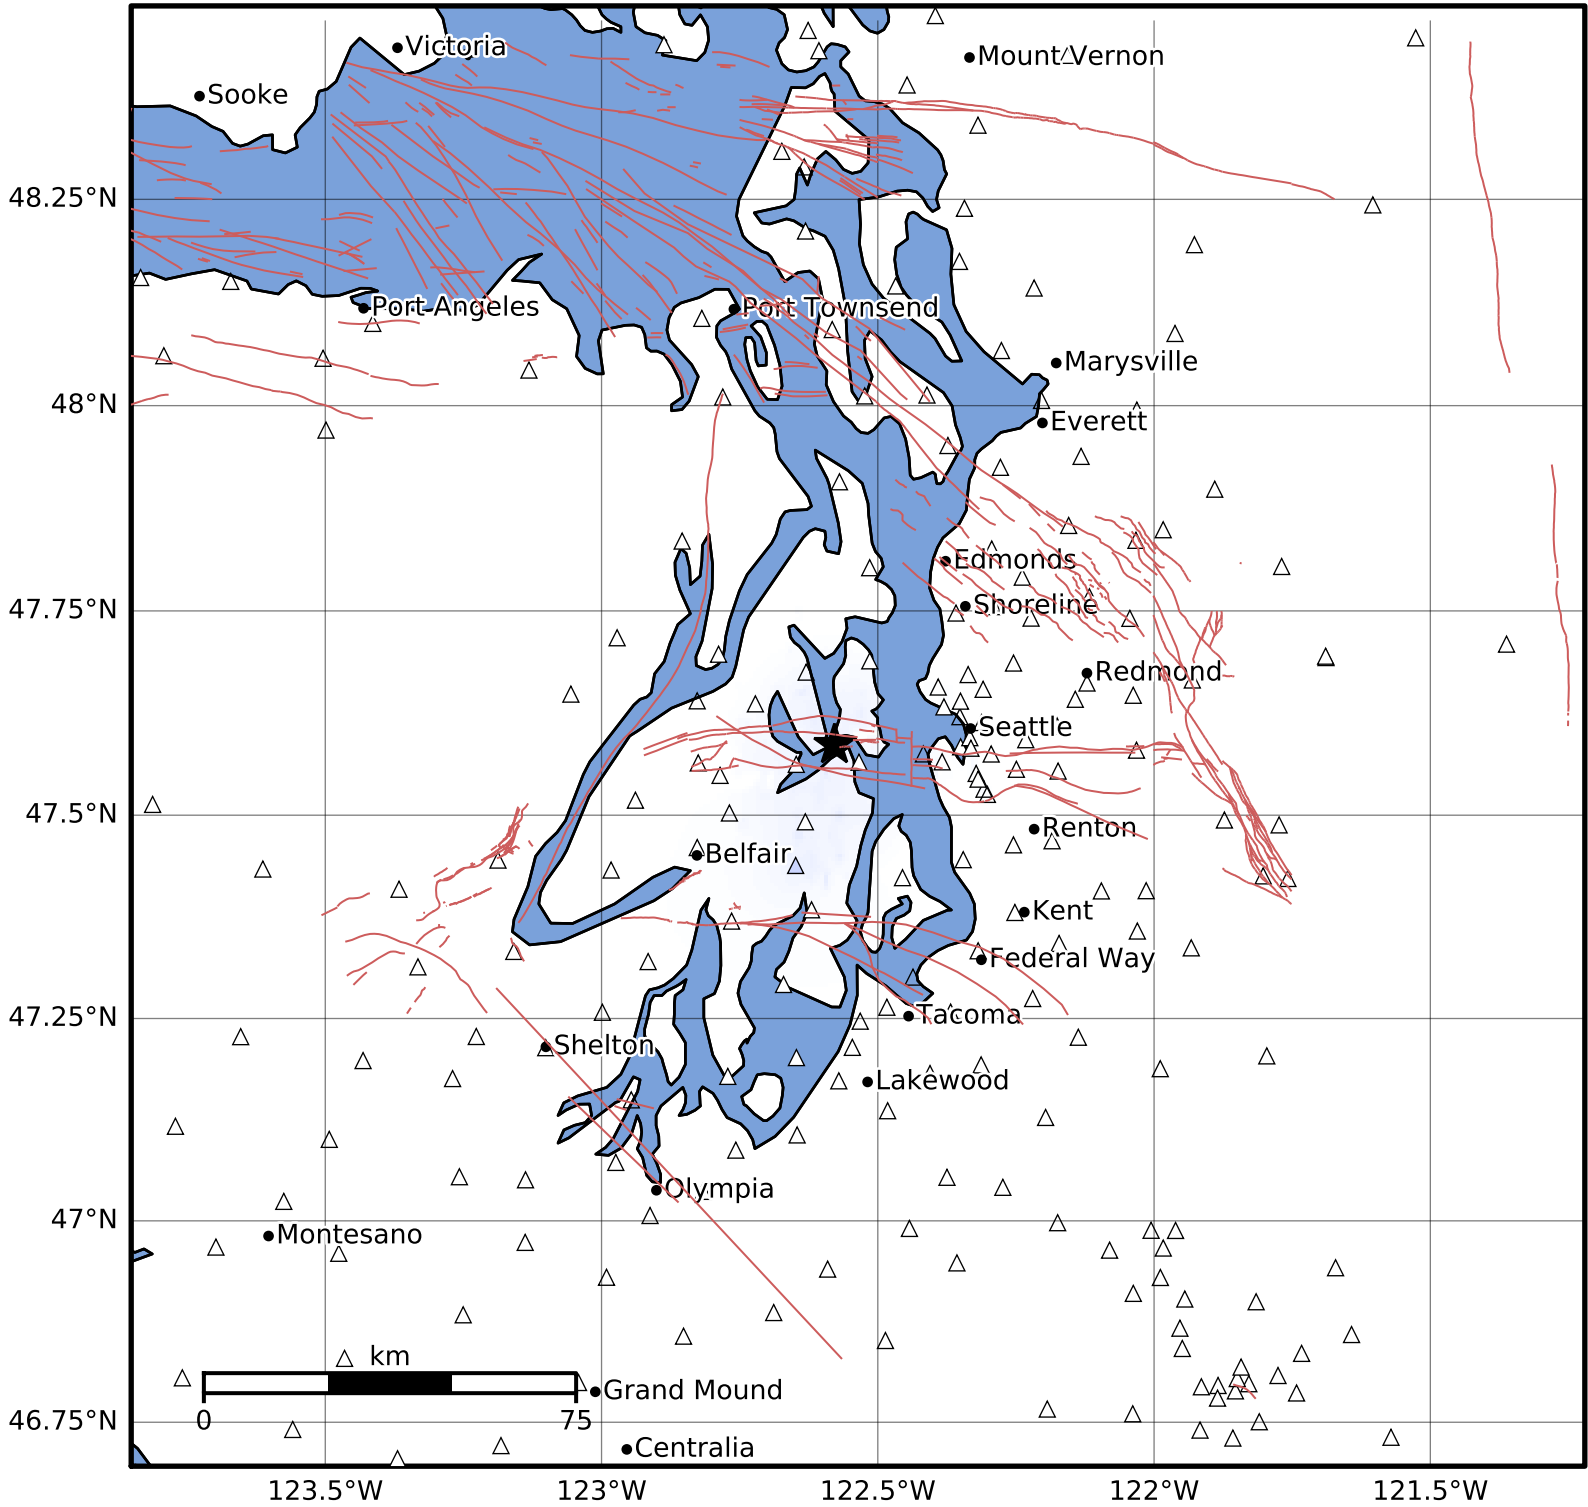 Victoria
Mount Vernon
Sooke
48.25°N
Port Angeles
Port Townsend
Marysville
48°N
Everett
Edmonds
47.75°N
Shoreline
Redmond
Seattle
47.5°N
Renton
Belfair
Kent
Federal Way
47.25°N
Tacoma
Shelton
Lakewood
Olympia
47°N
Montesano
km
Grand Mound
0
75
46.75°N
Centralia
123.5°W
123°W
122.5°W
122°W
121.5°W